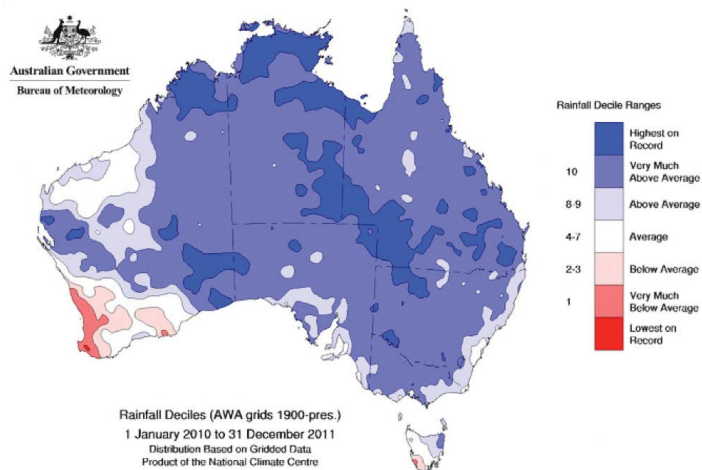 Australian Government
Bureau of Meteorology
Rainfall Decile Ranges
Highest on
Record
10
Very Much
Above Average
8-9
Above Average
4-7
Average
2-3
Below Average
1
Very Much
Below Average
Lowest on
Record
Rainfall Deciles (AWA grids 1900-pres.)
1 January 2010 to 31 December 2011
Distribution Based on Gridded Data
Product of the National Climate Centre